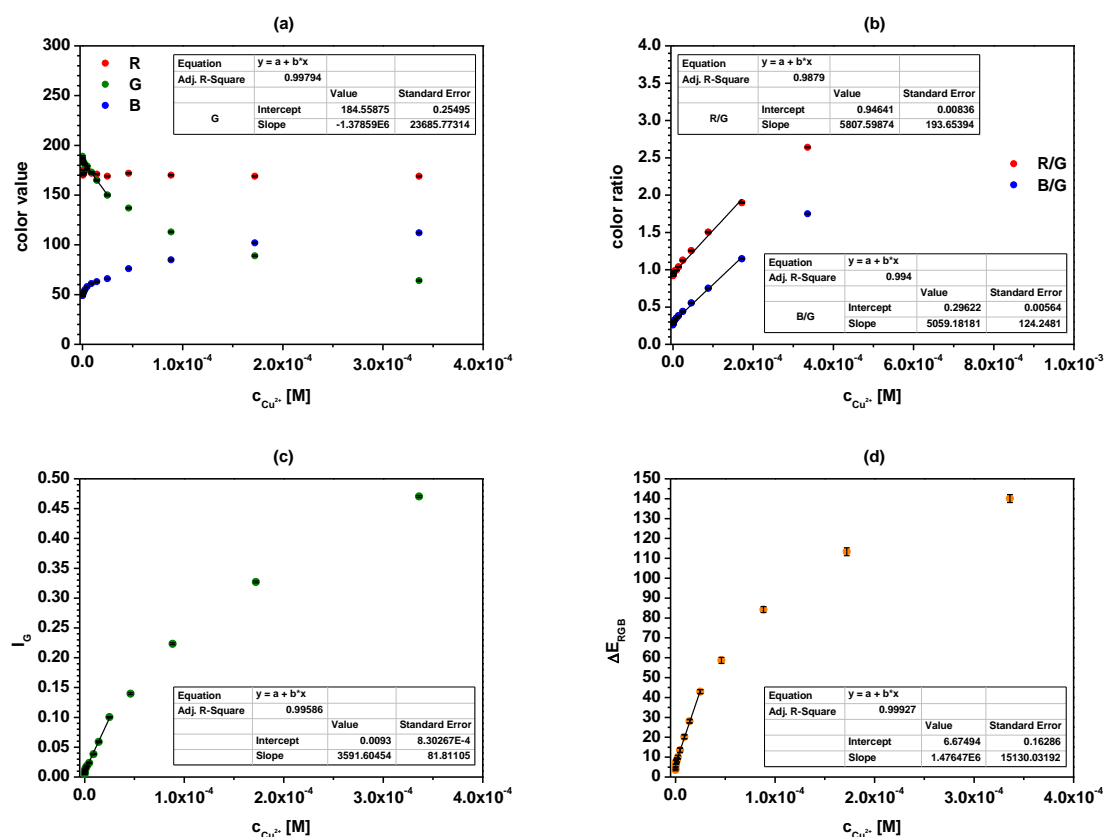 (a)
300
250
200
150
100
50
0
color value
R
G
B
Equation y = a + b*x
Adj. R-Square 0.99794
Value Standard Error
G Intercept 184.55875 0.25495
Slope -1.37859E6 23685.77314
0.0 1.0x10⁻⁴ 2.0x10⁻⁴ 3.0x10⁻⁴ 4.0x10⁻⁴
c_Cu²⁺ [M]
(b)
4.0
3.5
3.0
2.5
2.0
1.5
1.0
0.5
0.0
color ratio
Equation y = a + b*x
Adj. R-Square 0.9879
Value Standard Error
R/G Intercept 0.94641 0.00836
Slope 5807.59874 193.65394
R/G
B/G
Equation y = a + b*x
Adj. R-Square 0.994
Value Standard Error
B/G Intercept 0.29622 0.00564
Slope 5059.18181 124.2481
0.0 2.0x10⁻⁴ 4.0x10⁻⁴ 6.0x10⁻⁴ 8.0x10⁻⁴ 1.0x10⁻³
c_Cu²⁺ [M]
(c)
0.50
0.45
0.40
0.35
0.30
0.25
0.20
0.15
0.10
0.05
0.00
I_G
Equation y = a + b*x
Adj. R-Square 0.99586
Value Standard Error
Intercept 0.0093 8.30267E-4
Slope 3591.60454 81.81105
0.0 1.0x10⁻⁴ 2.0x10⁻⁴ 3.0x10⁻⁴ 4.0x10⁻⁴
c_Cu²⁺ [M]
(d)
150
140
130
120
110
100
90
80
70
60
50
40
30
20
10
0
ΔE_RGB
Equation y = a + b*x
Adj. R-Square 0.99927
Value Standard Error
Intercept 6.67494 0.16286
Slope 1.47647E6 15130.03192
0.0 1.0x10⁻⁴ 2.0x10⁻⁴ 3.0x10⁻⁴ 4.0x10⁻⁴
c_Cu²⁺ [M]